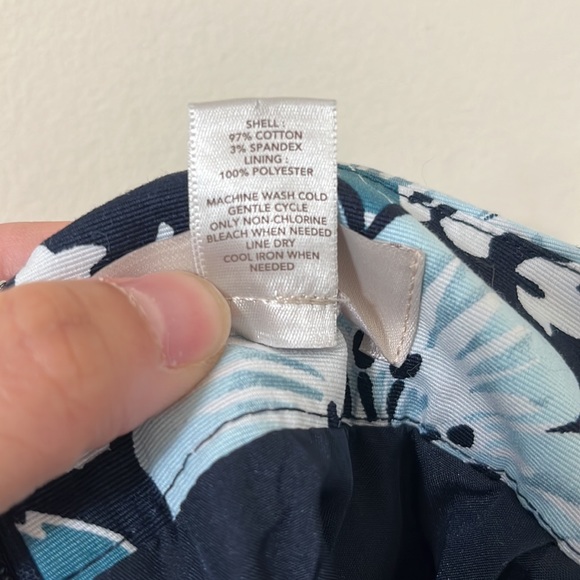 SHELL :
97% COTTON
3% SPANDEX
LINING :
100% POLYESTER
MACHINE WASH COLD
GENTLE CYCLE
ONLY NON-CHLORINE
BLEACH WHEN NEEDED
LINE DRY
COOL IRON WHEN
NEEDED